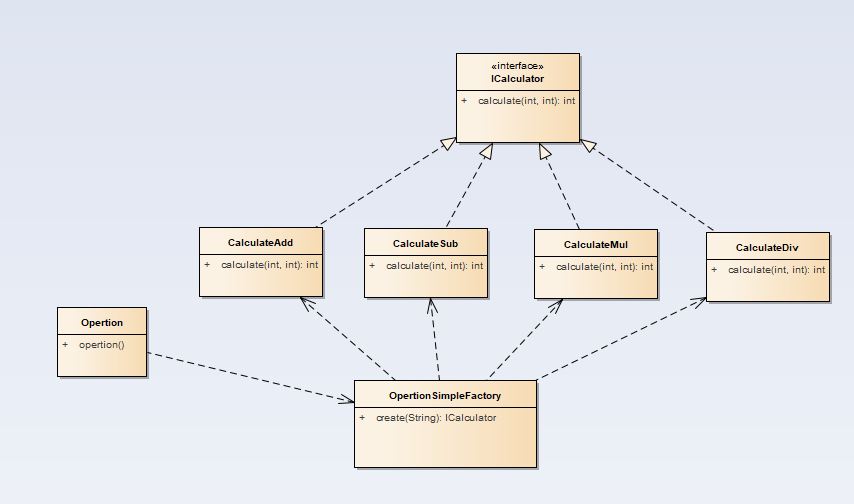 «interface»
ICalculator
+ calculate(int, int): int
CalculateAdd
+ calculate(int, int): int
CalculateSub
+ calculate(int, int): int
CalculateMul
+ calculate(int, int): int
CalculateDiv
+ calculate(int, int): int
Opertion
+ opertion()
OpertionSimpleFactory
+ create(String): ICalculator